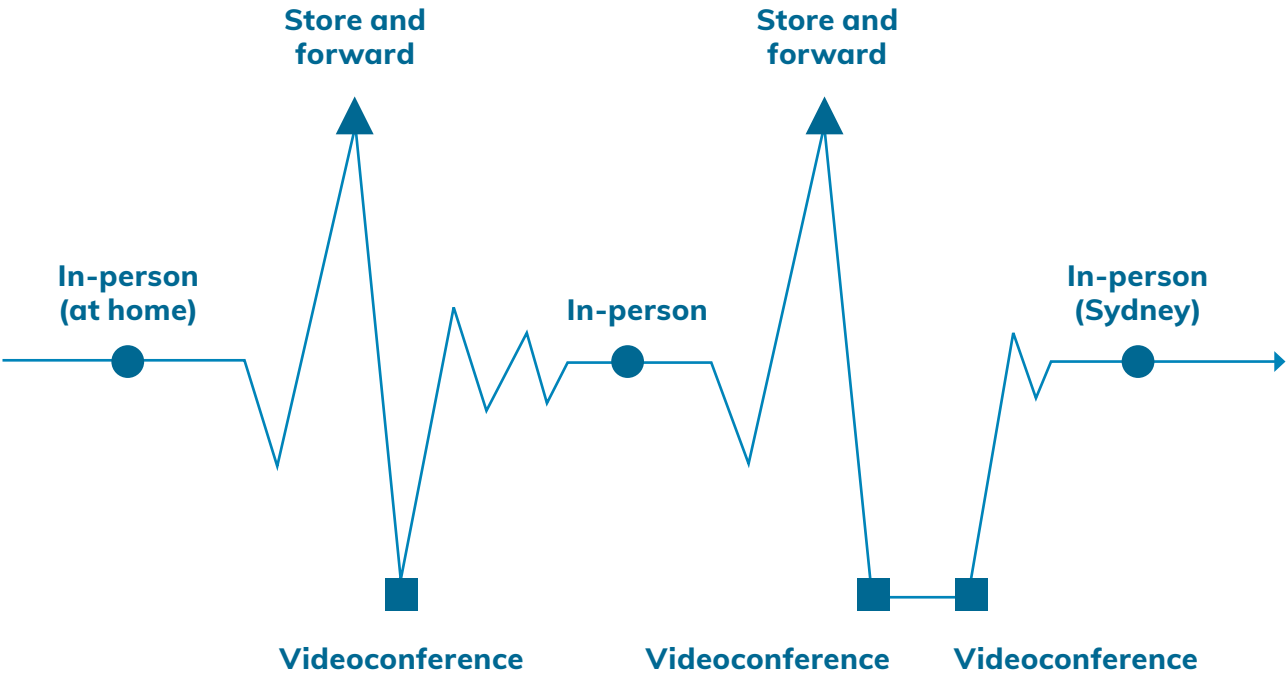 Store and
forward
Store and
forward
In-person
(at home)
In-person
In-person
(Sydney)
Videoconference
Videoconference
Videoconference